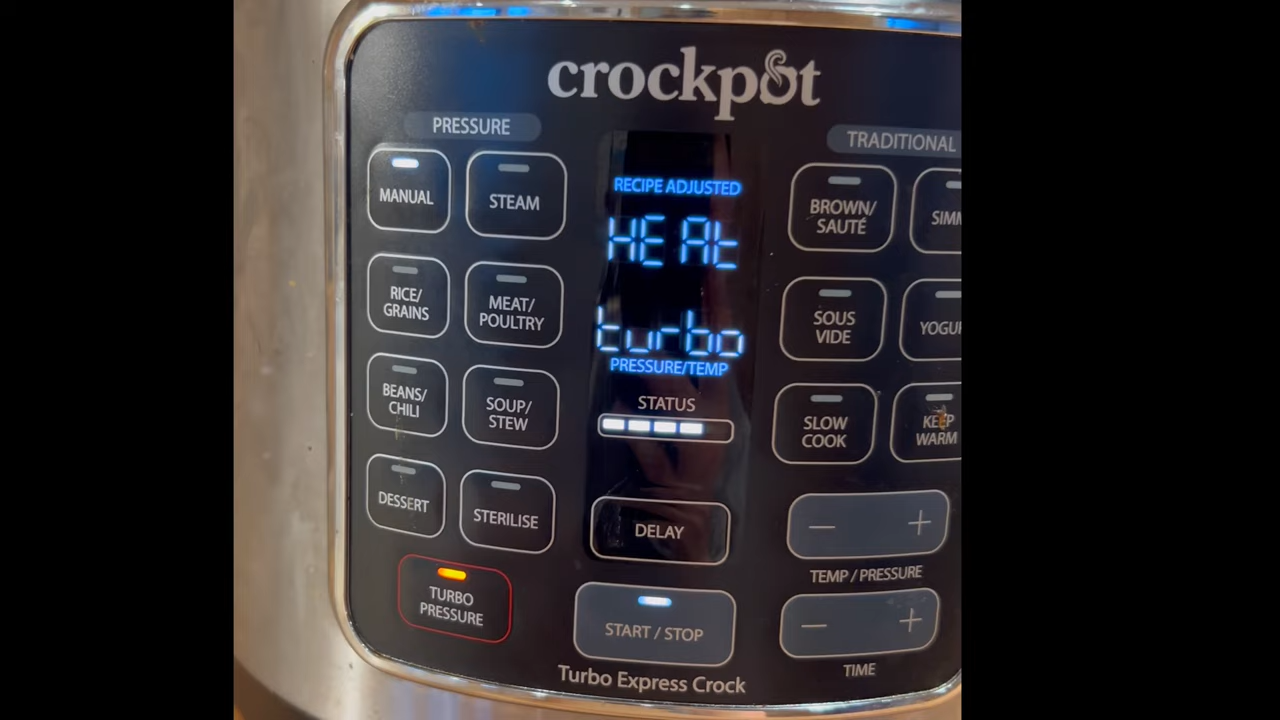 crockpot
PRESSURE
TRADITIONAL
MANUAL
STEAM
RECIPE ADJUSTED
HEAt
BROWN/
SAUTÉ
RICE/
GRAINS
MEAT/
POULTRY
turbo
PRESSURE/TEMP
SOUS
VIDE
BEANS/
CHILI
SOUP/
STEW
STATUS
SLOW
COOK
KEEP
WARM
DESSERT
STERILISE
DELAY
− +
TEMP / PRESSURE
TURBO
PRESSURE
START / STOP
− +
TIME
Turbo Express Crock